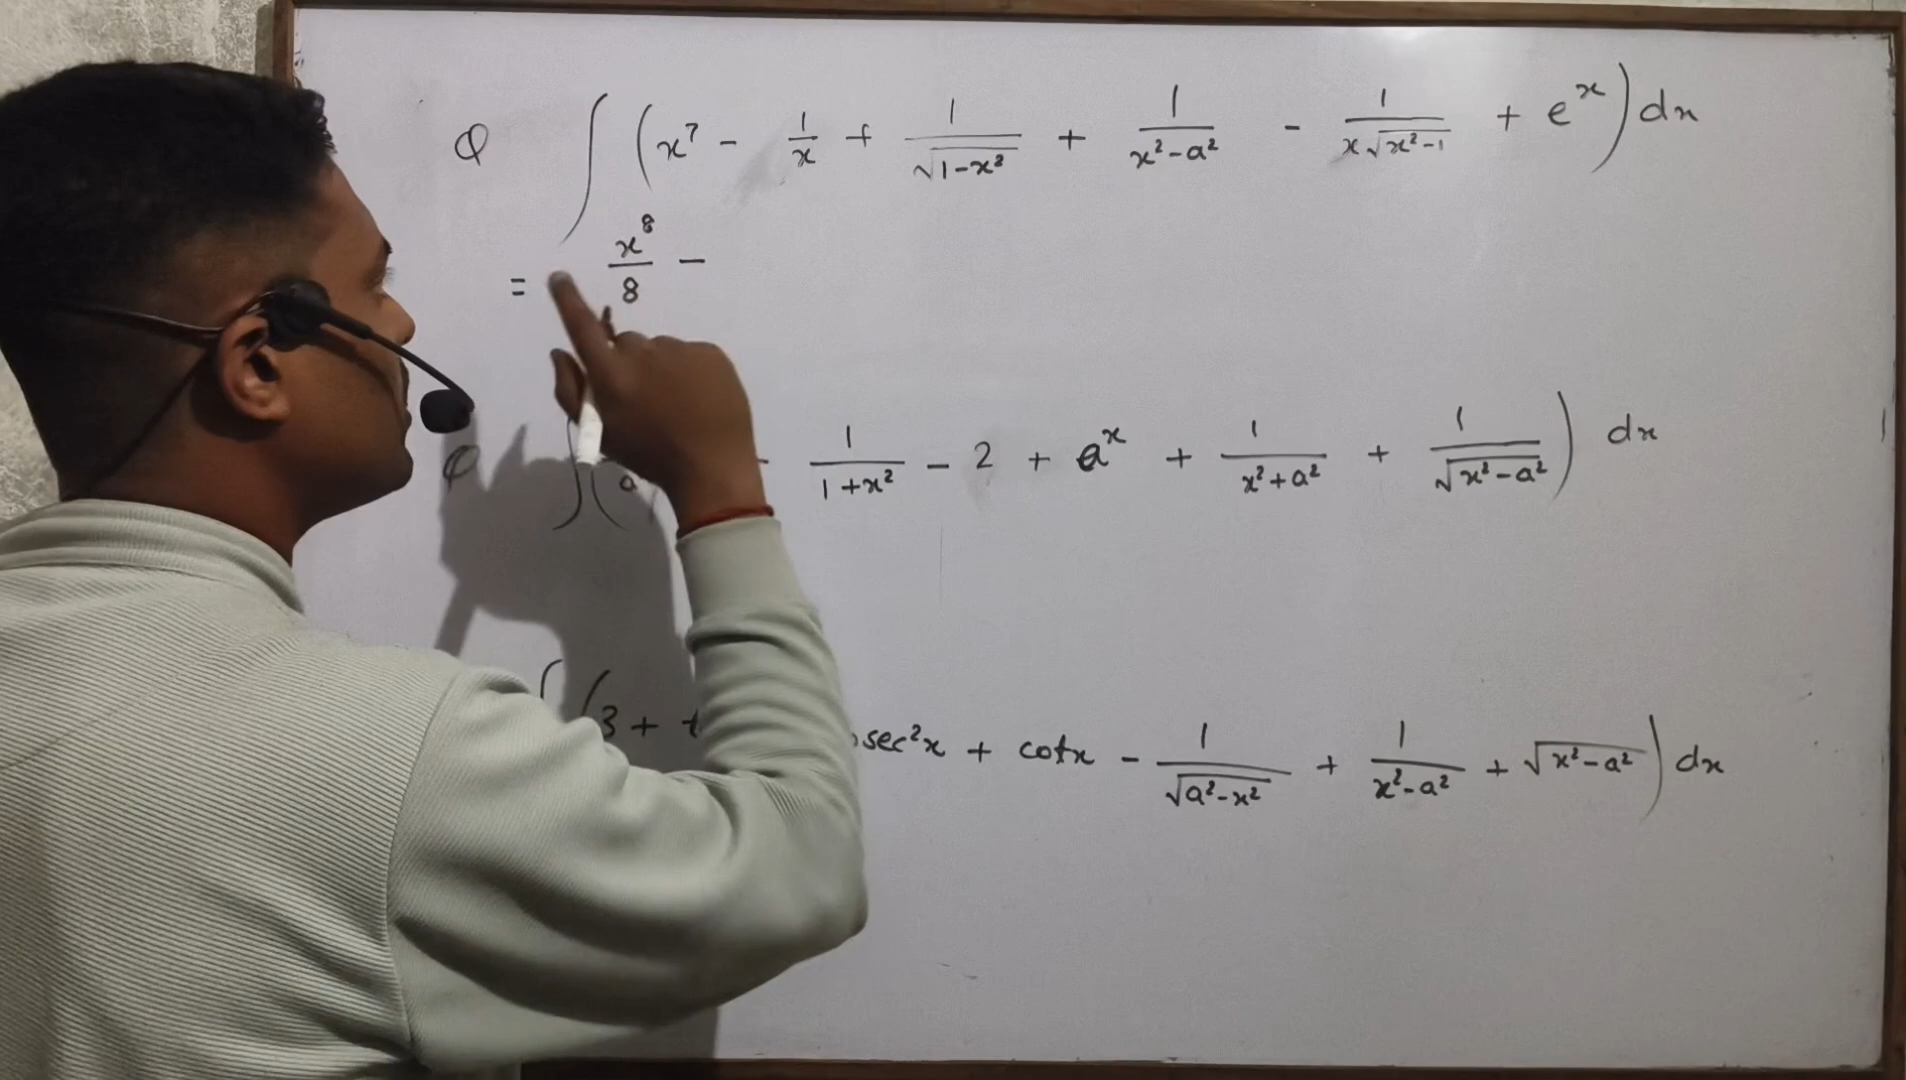 Q ∫ (x⁷ - 1/x + 1/√(1-x²) + 1/(x²-a²) - 1/(x√(x²-1)) + eˣ) dx
= x⁸/8 -
Q ∫ (a - 1/(1+x²) - 2 + aˣ + 1/(x²+a²) + 1/√(x²-a²)) dx
∫ (3 + t sec²x + cotx - 1/√(a²-x²) + 1/(x²-a²) + √(x²-a²)) dx